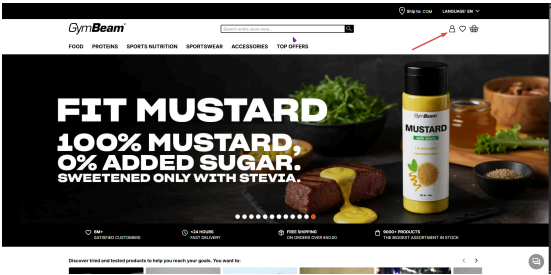 Ship to: .COM LANGUAGE: EN
GymBeam
Search entire store here...
FOOD PROTEINS SPORTS NUTRITION SPORTSWEAR ACCESSORIES TOP OFFERS
FIT MUSTARD
100% MUSTARD,
0% ADDED SUGAR.
SWEETENED ONLY WITH STEVIA.
GymBeam
MUSTARD
6M+
SATISFIED CUSTOMERS
<24 HOURS
FAST DELIVERY
FREE SHIPPING
ON ORDERS OVER €50.00
9000+ PRODUCTS
THE BIGGEST ASSORTMENT IN STOCK
Discover tried and tested products to help you reach your goals. You want to: